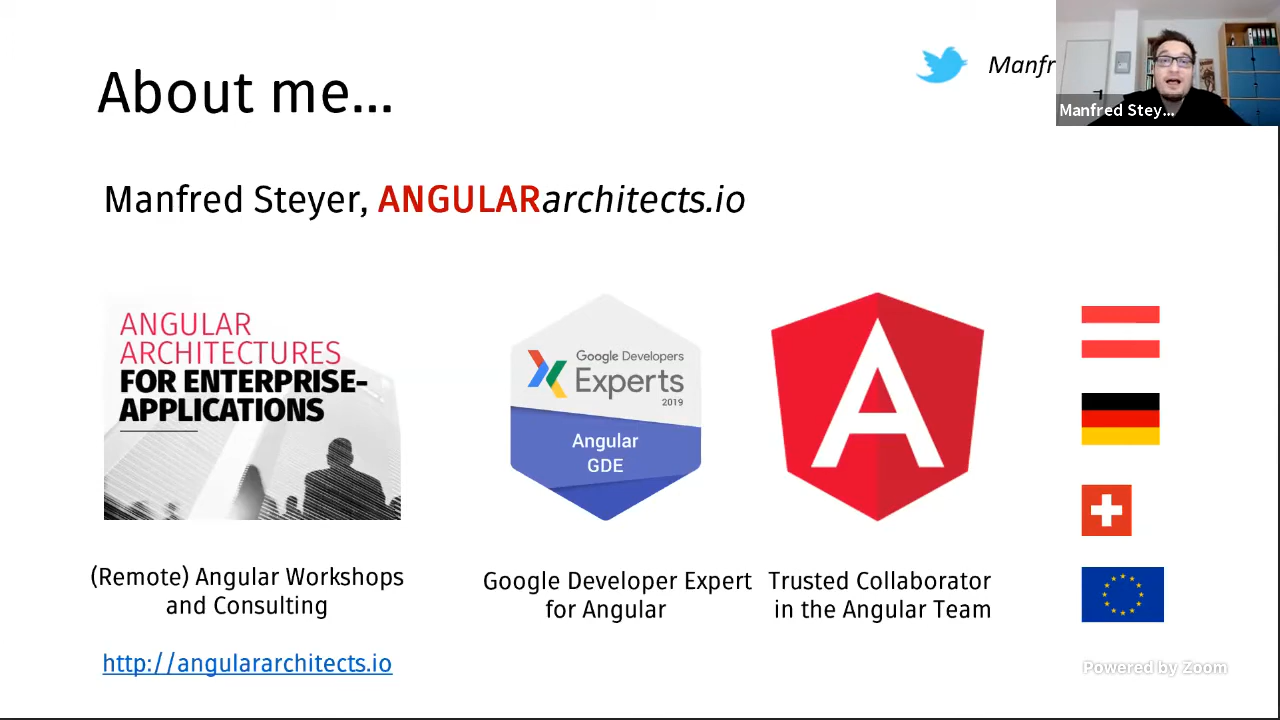 About me...
Manfr
Manfred Stey...
Manfred Steyer, ANGULARarchitects.io
ANGULAR
ARCHITECTURES
FOR ENTERPRISE-
APPLICATIONS
Google Developers
Experts
2019
Angular
GDE
A
(Remote) Angular Workshops
and Consulting
Google Developer Expert
for Angular
Trusted Collaborator
in the Angular Team
http://angulararchitects.io
Powered by Zoom